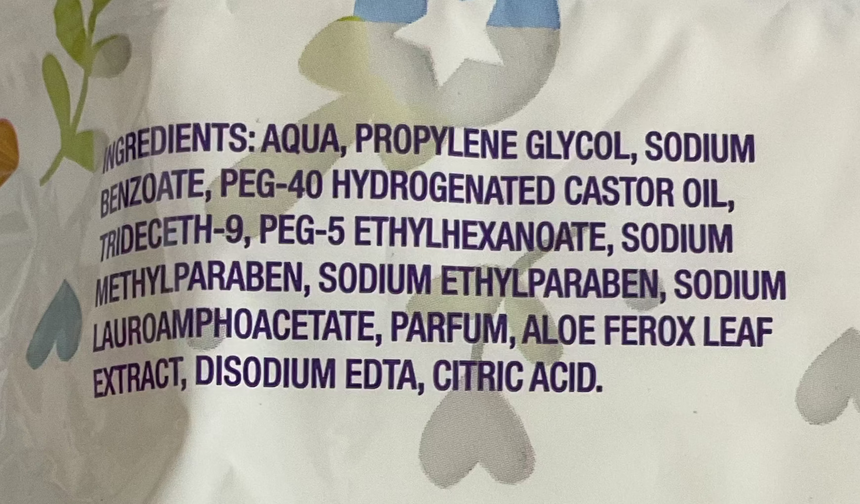 INGREDIENTS: AQUA, PROPYLENE GLYCOL, SODIUM
BENZOATE, PEG-40 HYDROGENATED CASTOR OIL,
TRIDECETH-9, PEG-5 ETHYLHEXANOATE, SODIUM
METHYLPARABEN, SODIUM ETHYLPARABEN, SODIUM
LAUROAMPHOACETATE, PARFUM, ALOE FEROX LEAF
EXTRACT, DISODIUM EDTA, CITRIC ACID.